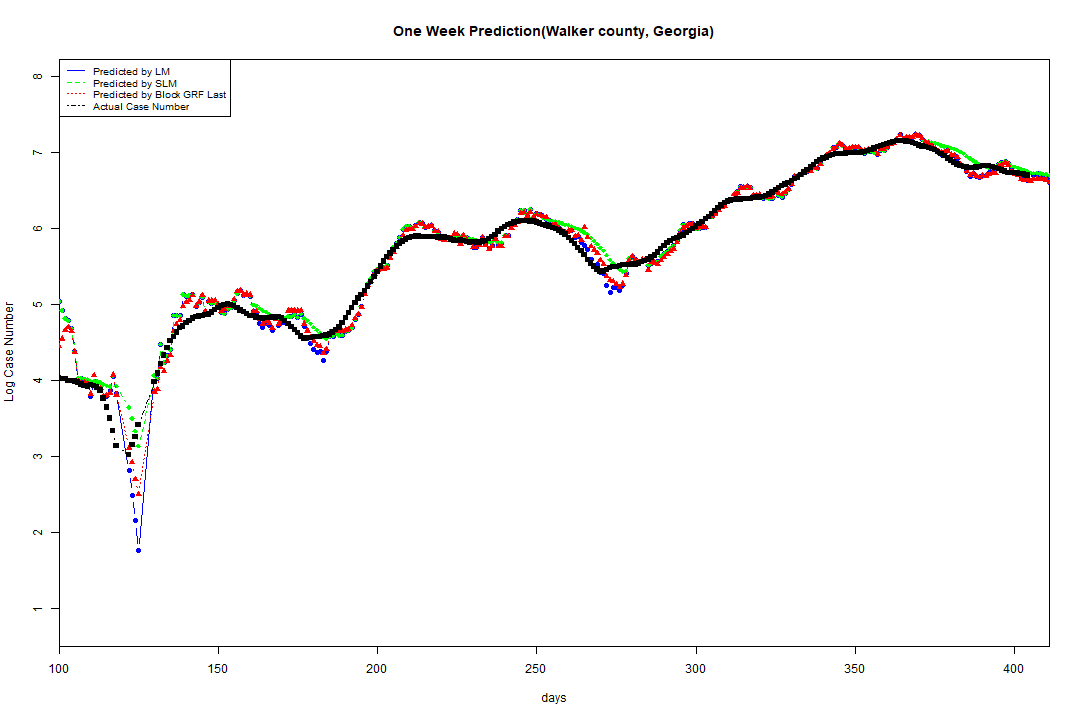 One Week Prediction(Walker county, Georgia)
Predicted by LM
Predicted by SLM
Predicted by Block GRF Last
Actual Case Number
8
7
6
5
4
3
2
1
Log Case Number
100 150 200 250 300 350 400
days